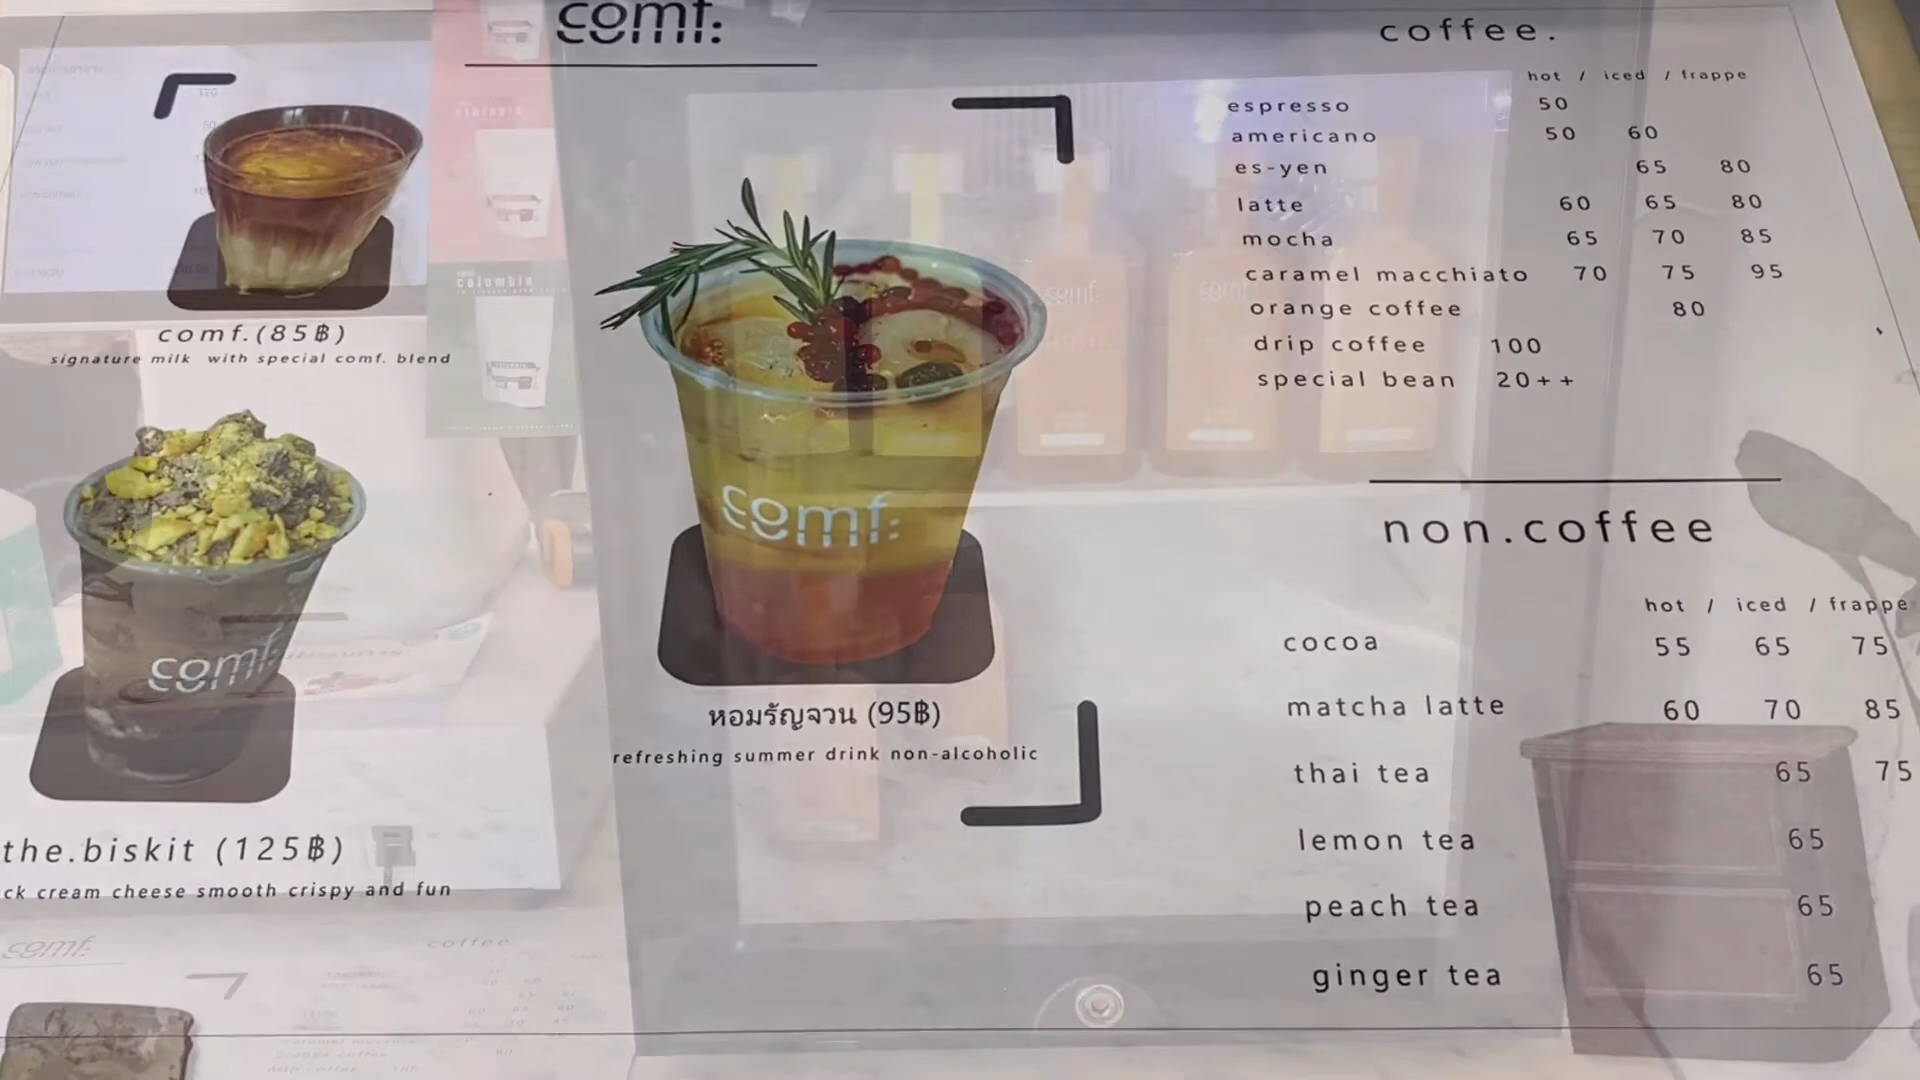 comf:
comf.(85฿)
signature milk with special comf. blend
comf:
the.biskit (125฿)
ck cream cheese smooth crispy and fun
comf:
หอมรัญจวน (95฿)
refreshing summer drink non-alcoholic
coffee.
hot / iced / frappe
espresso 50
americano 50 60
es-yen 65 80
latte 60 65 80
mocha 65 70 85
caramel macchiato 70 75 95
orange coffee 80
drip coffee 100
special bean 20++
non.coffee
hot / iced / frappe
cocoa 55 65 75
matcha latte 60 70 85
thai tea 65 75
lemon tea 65
peach tea 65
ginger tea 65
colombia
comf:
coffee.